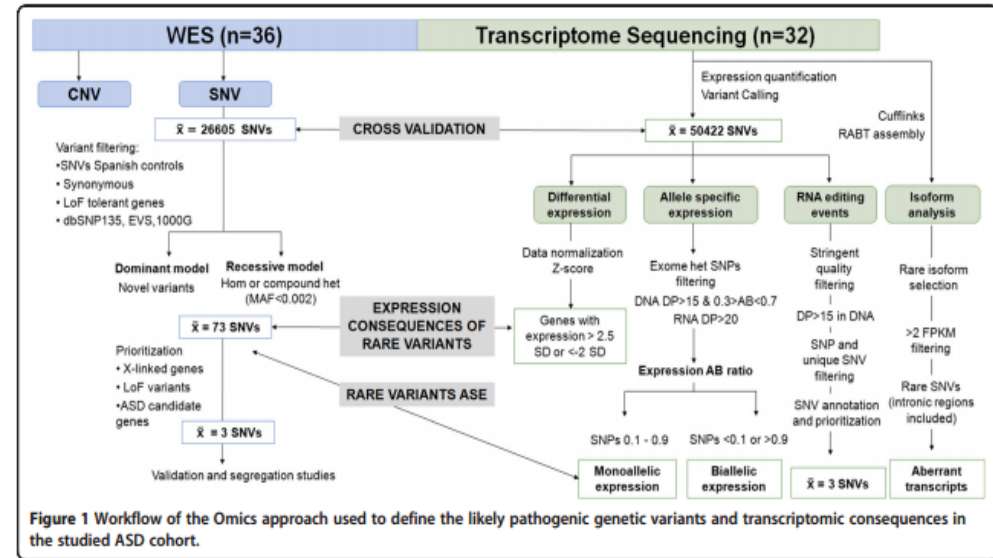 WES (n=36)
Transcriptome Sequencing (n=32)
CNV
SNV
Expression quantification
Variant Calling
x̄ = 26605 SNVs
CROSS VALIDATION
x̄ = 50422 SNVs
Cufflinks
RABT assembly
Variant filtering:
•SNVs Spanish controls
• Synonymous
• LoF tolerant genes
• dbSNP135, EVS,1000G
Differential
expression
Allele specific
expression
RNA editing
events
Isoform
analysis
Dominant model
Novel variants
Recessive model
Hom or compound het
(MAF<0.002)
Data normalization
Z-score
Exome het SNPs
filtering
DNA DP>15 & 0.3>AB<0.7
RNA DP>20
Stringent
quality
filtering
DP>15 in DNA
SNP and
unique SNV
filtering
SNV annotation
and prioritization
Rare isoform
selection
>2 FPKM
filtering
Rare SNVs
(intronic regions
included)
x̄ = 73 SNVs
EXPRESSION
CONSEQUENCES OF
RARE VARIANTS
Genes with
expression > 2.5
SD or <-2 SD
Expression AB ratio
Prioritization
• X-linked genes
• LoF variants
•ASD candidate
genes
RARE VARIANTS ASE
x̄ = 3 SNVs
Validation and segregation studies
SNPs 0.1 - 0.9
SNPs <0.1 or >0.9
Monoallelic
expression
Biallelic
expression
x̄ = 3 SNVs
Aberrant
transcripts
Figure 1 Workflow of the Omics approach used to define the likely pathogenic genetic variants and transcriptomic consequences in
the studied ASD cohort.